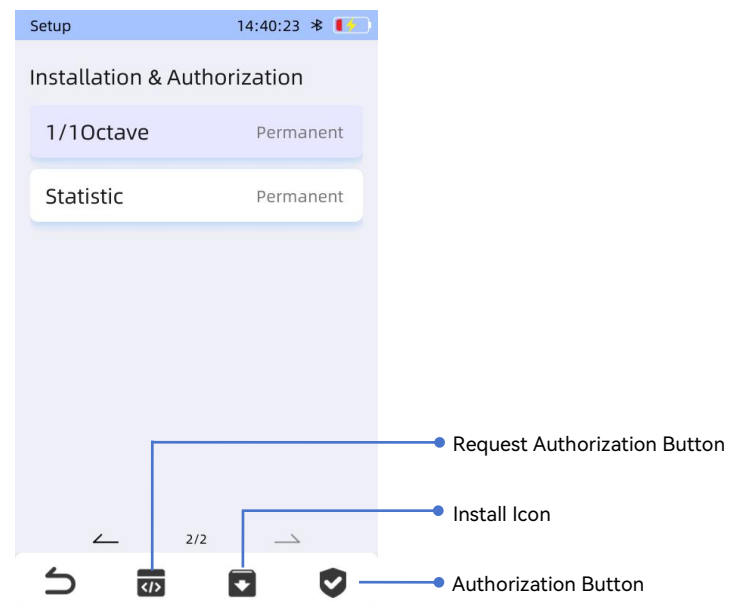 Setup 14:40:23
Installation & Authorization
1/1Octave Permanent
Statistic Permanent
Request Authorization Button
Install Icon
2/2
</>
Authorization Button